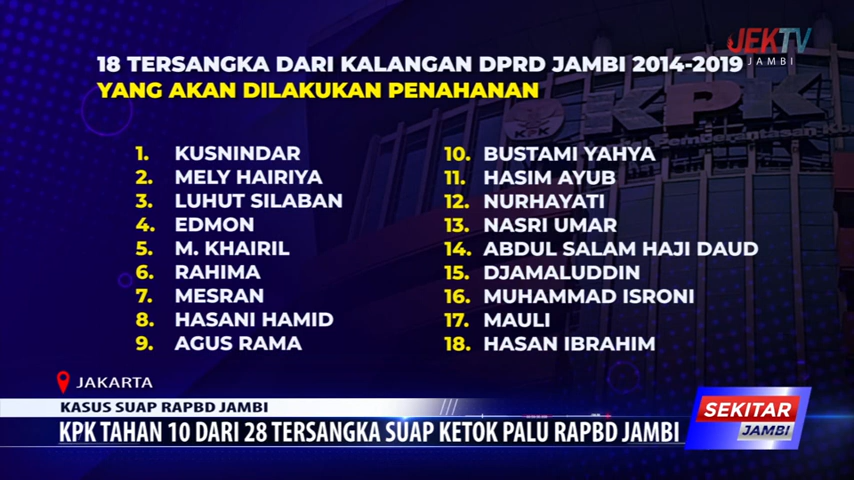 JEKTV
JAMBI
18 TERSANGKA DARI KALANGAN DPRD JAMBI 2014-2019
YANG AKAN DILAKUKAN PENAHANAN
KPK
KPK
1. KUSNINDAR
2. MELY HAIRIYA
3. LUHUT SILABAN
4. EDMON
5. M. KHAIRIL
6. RAHIMA
7. MESRAN
8. HASANI HAMID
9. AGUS RAMA
10. BUSTAMI YAHYA
11. HASIM AYUB
12. NURHAYATI
13. NASRI UMAR
14. ABDUL SALAM HAJI DAUD
15. DJAMALUDDIN
16. MUHAMMAD ISRONI
17. MAULI
18. HASAN IBRAHIM
JAKARTA
KASUS SUAP RAPBD JAMBI
KPK TAHAN 10 DARI 28 TERSANGKA SUAP KETOK PALU RAPBD JAMBI
SEKITAR
JAMBI